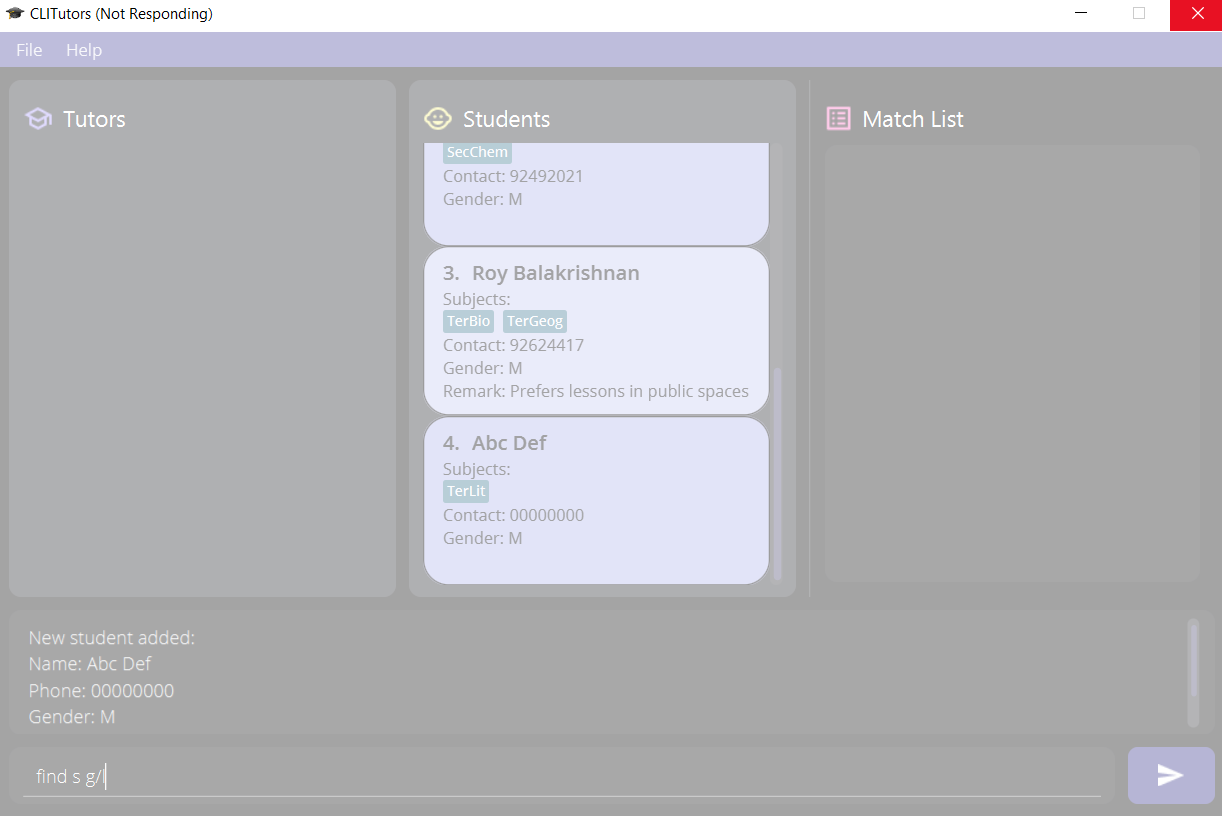 CLITutors (Not Responding)
File Help
Tutors
Students
Match List
SecChem
Contact: 92492021
Gender: M
3. Roy Balakrishnan
Subjects:
TerBio TerGeog
Contact: 92624417
Gender: M
Remark: Prefers lessons in public spaces
4. Abc Def
Subjects:
TerLit
Contact: 00000000
Gender: M
New student added:
Name: Abc Def
Phone: 00000000
Gender: M
find s g/